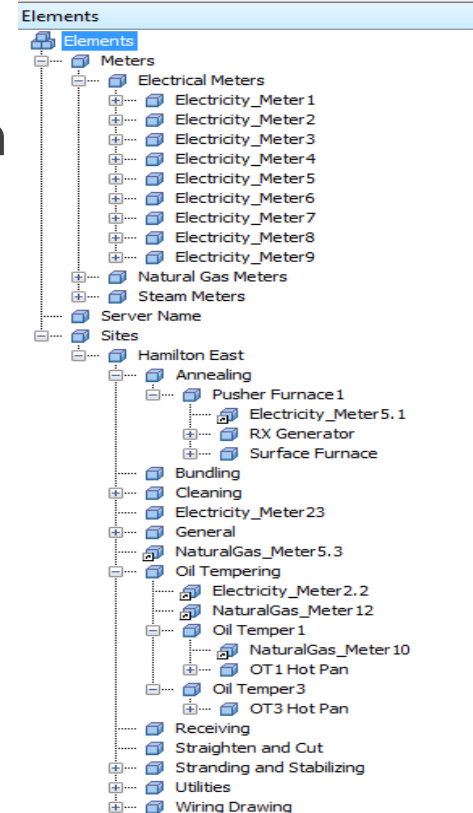 Elements
Elements
Meters
Electrical Meters
Electricity_Meter1
Electricity_Meter2
Electricity_Meter3
Electricity_Meter4
Electricity_Meter5
Electricity_Meter6
Electricity_Meter7
Electricity_Meter8
Electricity_Meter9
Natural Gas Meters
Steam Meters
Server Name
Sites
Hamilton East
Annealing
Pusher Furnace1
Electricity_Meter5.1
RX Generator
Surface Furnace
Bundling
Cleaning
Electricity_Meter23
General
NaturalGas_Meter5.3
Oil Tempering
Electricity_Meter2.2
NaturalGas_Meter12
Oil Temper1
NaturalGas_Meter10
OT1 Hot Pan
Oil Temper3
OT3 Hot Pan
Receiving
Straighten and Cut
Stranding and Stabilizing
Utilities
Wiring Drawing